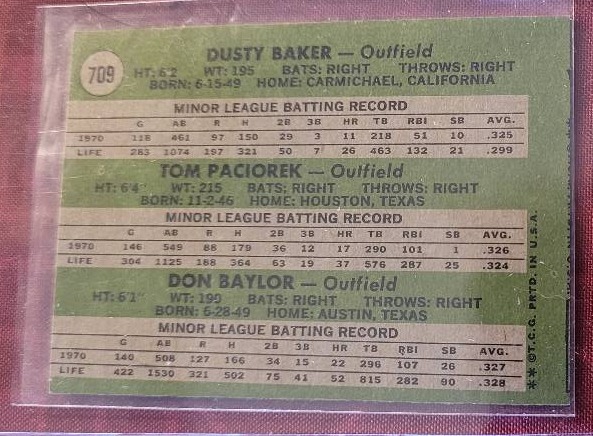 709
DUSTY BAKER — Outfield
HT: 6'2 WT: 195 BATS: RIGHT THROWS: RIGHT
BORN: 6-15-49 HOME: CARMICHAEL, CALIFORNIA
MINOR LEAGUE BATTING RECORD
G AB R H 2B 3B HR TB RBI SB AVG.
1970 118 461 97 150 29 3 11 218 51 10 .325
LIFE 283 1074 197 321 50 7 26 463 132 21 .299
TOM PACIOREK — Outfield
HT: 6'4" WT: 215 BATS: RIGHT THROWS: RIGHT
BORN: 11-2-46 HOME: HOUSTON, TEXAS
MINOR LEAGUE BATTING RECORD
G AB R H 2B 3B HR TB RBI SB AVG.
1970 146 549 88 179 36 12 17 290 101 1 .326
LIFE 304 1125 188 364 63 19 37 576 287 25 .324
DON BAYLOR — Outfield
HT: 6'1" WT: 190 BATS: RIGHT THROWS: RIGHT
BORN: 6-28-49 HOME: AUSTIN, TEXAS
MINOR LEAGUE BATTING RECORD
G AB R H 2B 3B HR TB RBI SB AVG.
1970 140 508 127 166 34 15 22 296 107 26 .327
LIFE 422 1530 321 502 75 41 52 815 282 90 .328
**©T.C.G. PRTD. IN U.S.A.